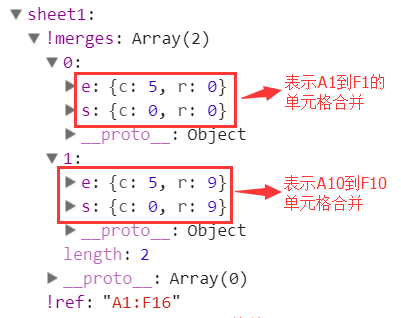 sheet1:
!merges: Array(2)
0:
e: {c: 5, r: 0}
s: {c: 0, r: 0}
__proto__: Object
表示A1到F1的
单元格合并
1:
e: {c: 5, r: 9}
s: {c: 0, r: 9}
__proto__: Object
表示A10到F10
单元格合并
length: 2
__proto__: Array(0)
!ref: "A1:F16"